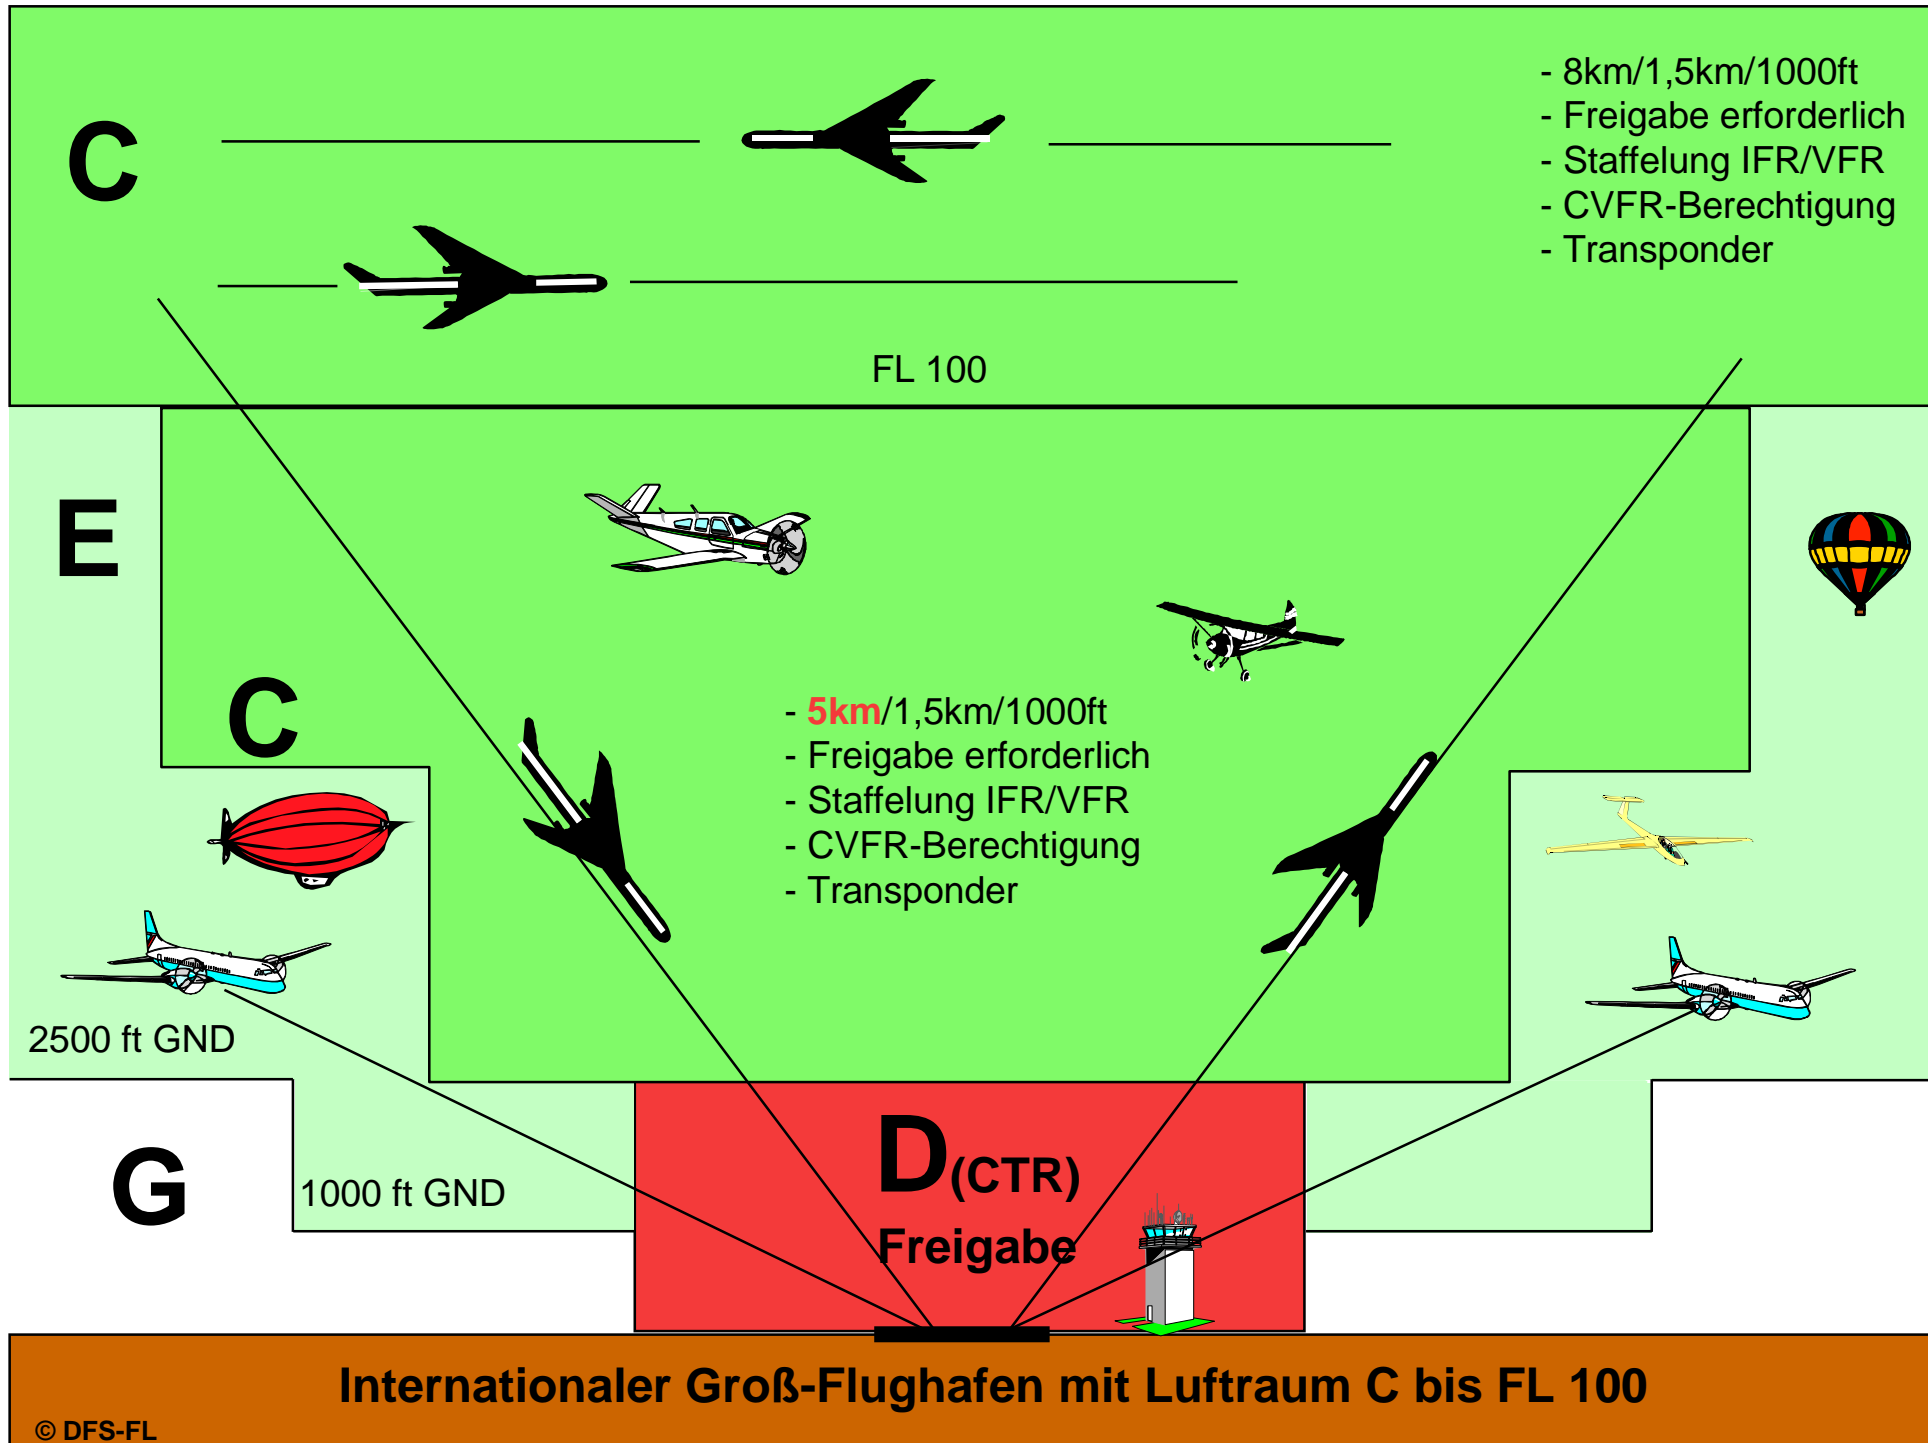 C
- 8km/1,5km/1000ft
- Freigabe erforderlich
- Staffelung IFR/VFR
- CVFR-Berechtigung
- Transponder
FL 100
E
C
- 5km/1,5km/1000ft
- Freigabe erforderlich
- Staffelung IFR/VFR
- CVFR-Berechtigung
- Transponder
2500 ft GND
G
1000 ft GND
D(CTR)
Freigabe
Internationaler Groß-Flughafen mit Luftraum C bis FL 100
© DFS-FL